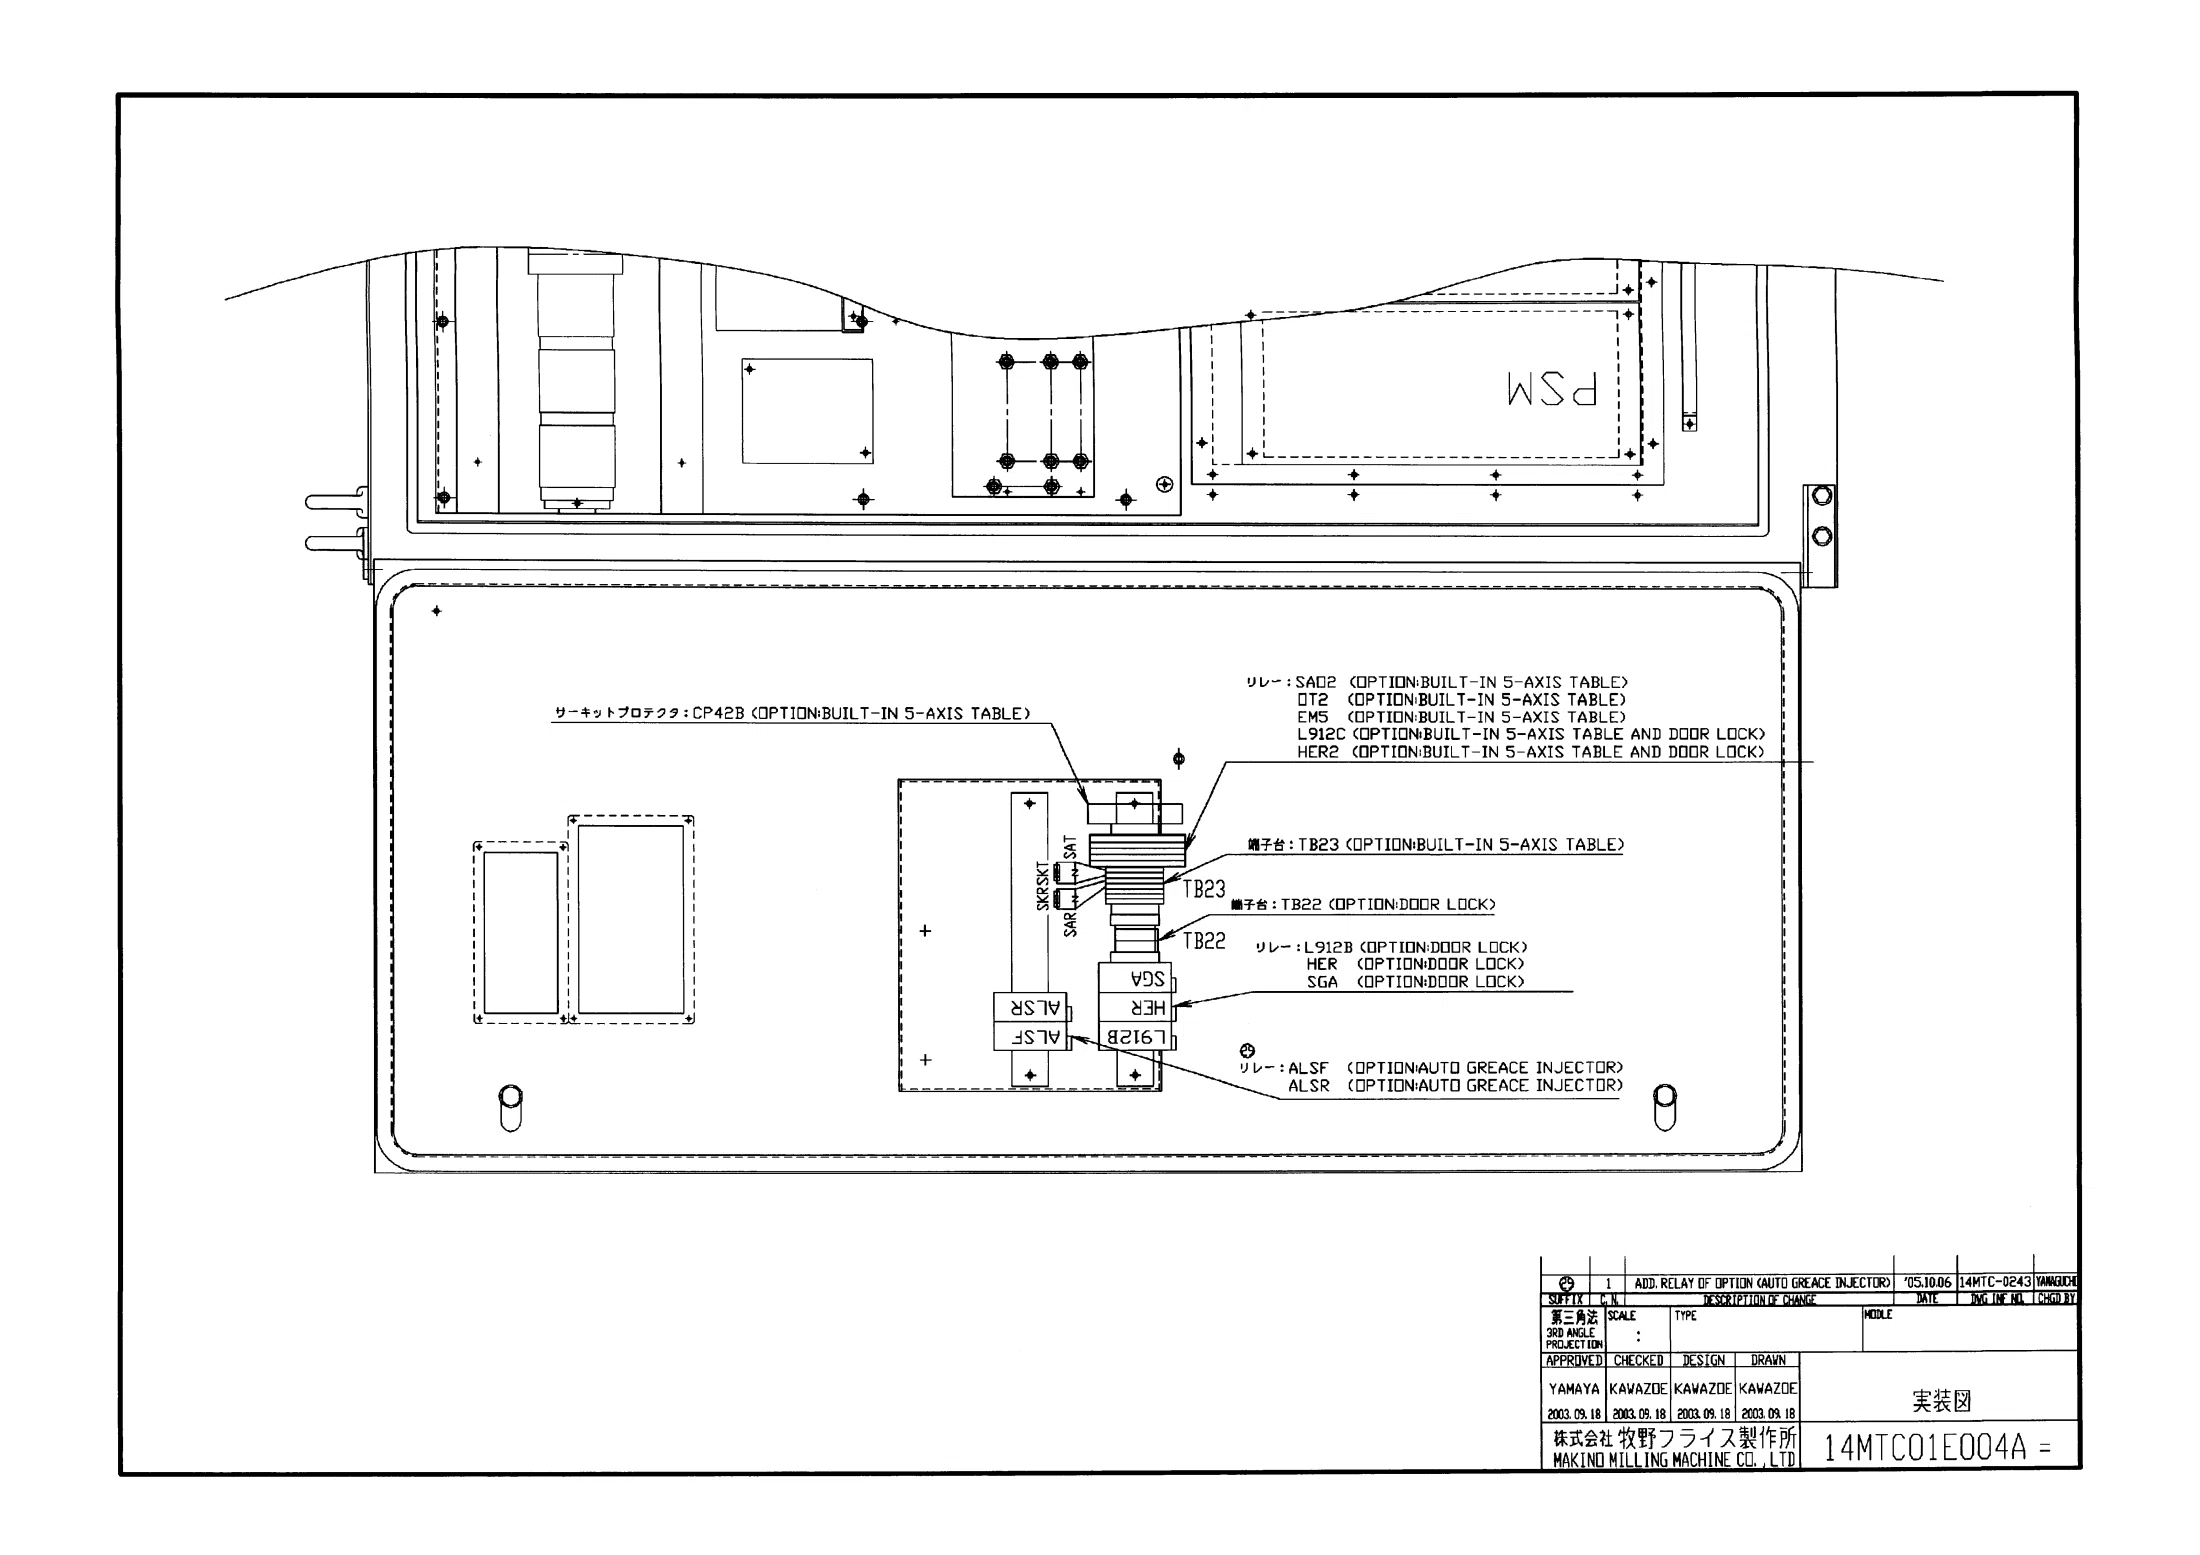 PSM
リレー:SAO2 (OPTION:BUILT-IN 5-AXIS TABLE)
OT2 (OPTION:BUILT-IN 5-AXIS TABLE)
EM5 (OPTION:BUILT-IN 5-AXIS TABLE)
L912C (OPTION:BUILT-IN 5-AXIS TABLE AND DOOR LOCK)
HER2 (OPTION:BUILT-IN 5-AXIS TABLE AND DOOR LOCK)
サーキットプロテクタ:CP42B (OPTION:BUILT-IN 5-AXIS TABLE)
端子台:TB23 (OPTION:BUILT-IN 5-AXIS TABLE)
SAT
SKT
SKR
SAR
TB23
端子台:TB22 (OPTION:DOOR LOCK)
TB22
リレー:L912B (OPTION:DOOR LOCK)
HER (OPTION:DOOR LOCK)
SGA (OPTION:DOOR LOCK)
SGA
ALSR
HER
ALSF
L912B
リレー:ALSF (OPTION:AUTO GREACE INJECTOR)
ALSR (OPTION:AUTO GREACE INJECTOR)
1 ADD. RELAY OF OPTION (AUTO GREACE INJECTOR) '05.10.06 14MTC-0243 YAMAGUCHI
SUFFIX C. N. DESCRIPTION OF CHANGE DATE DWG INF NO. CHGD BY
第三角法 SCALE TYPE MODLE
3RD ANGLE :
PROJECTION
APPROVED CHECKED DESIGN DRAWN
YAMAYA KAWAZOE KAWAZOE KAWAZOE
2003. 09. 18 2003. 09. 18 2003. 09. 18 2003. 09. 18
実装図
株式会社 牧野フライス製作所
MAKINO MILLING MACHINE CO. , LTD
14MTC01E004A =